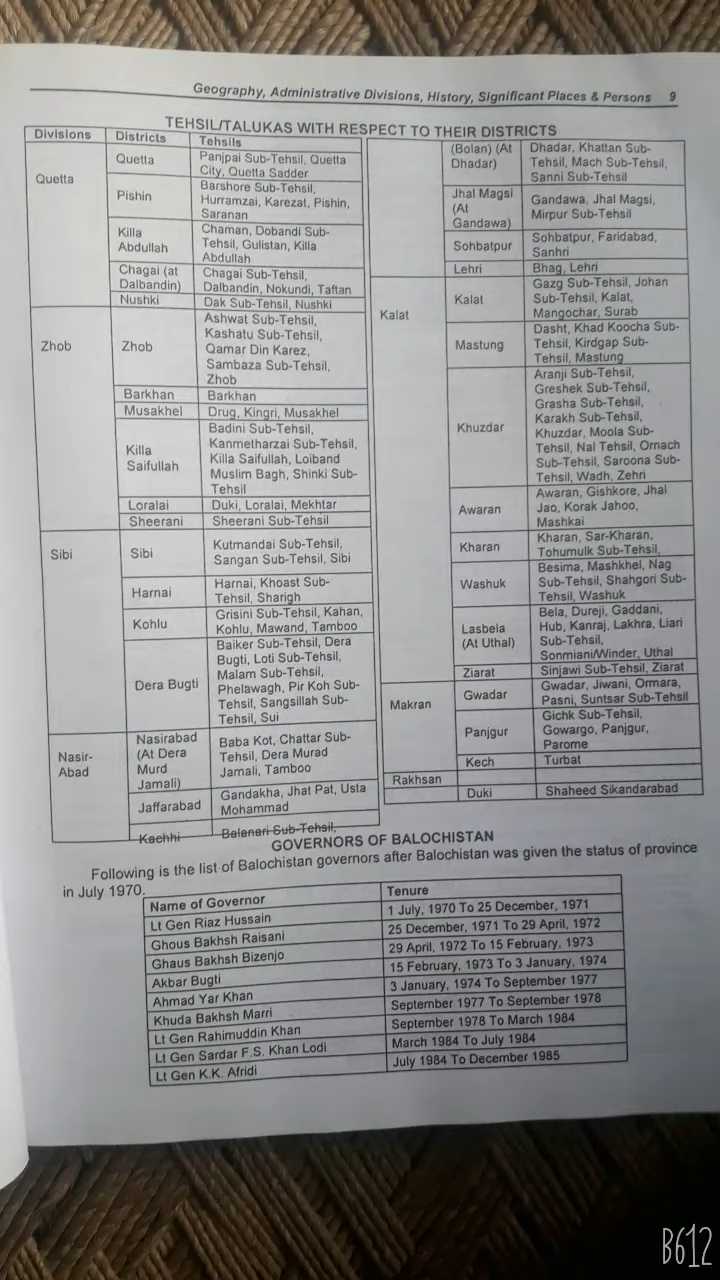 Geography, Administrative Divisions, History, Significant Places & Persons 9
TEHSIL/TALUKAS WITH RESPECT TO THEIR DISTRICTS
Divisions Districts Tehsils
Quetta
Quetta
Panjpai Sub-Tehsil, Quetta
City, Quetta Sadder
Pishin
Barshore Sub-Tehsil,
Hurramzai, Karezat, Pishin,
Saranan
Killa
Abdullah
Chaman, Dobandi Sub-
Tehsil, Gulistan, Killa
Abdullah
Chagai (at
Dalbandin)
Chagai Sub-Tehsil,
Dalbandin, Nokundi, Taftan
Nushki
Dak Sub-Tehsil, Nushki
Zhob
Zhob
Ashwat Sub-Tehsil,
Kashatu Sub-Tehsil,
Qamar Din Karez,
Sambaza Sub-Tehsil,
Zhob
Barkhan
Barkhan
Musakhel
Drug, Kingri, Musakhel
Killa
Saifullah
Badini Sub-Tehsil,
Kanmetharzai Sub-Tehsil,
Killa Saifullah, Loiband
Muslim Bagh, Shinki Sub-
Tehsil
Loralai
Duki, Loralai, Mekhtar
Sheerani
Sheerani Sub-Tehsil
Sibi
Sibi
Kutmandai Sub-Tehsil,
Sangan Sub-Tehsil, Sibi
Harnai
Harnai, Khoast Sub-
Tehsil, Sharigh
Kohlu
Grisini Sub-Tehsil, Kahan,
Kohlu, Mawand, Tamboo
Dera Bugti
Baiker Sub-Tehsil, Dera
Bugti, Loti Sub-Tehsil,
Malam Sub-Tehsil,
Phelawagh, Pir Koh Sub-
Tehsil, Sangsillah Sub-
Tehsil, Sui
Nasir-
Abad
Nasirabad
(At Dera
Murd
Jamali)
Baba Kot, Chattar Sub-
Tehsil, Dera Murad
Jamali, Tamboo
Jaffarabad
Gandakha, Jhat Pat, Usta
Mohammad
Kachhi
Balanari Sub-Tehsil,
(Bolan) (At
Dhadar)
Dhadar, Khattan Sub-
Tehsil, Mach Sub-Tehsil,
Sanni Sub-Tehsil
Jhal Magsi
(At
Gandawa)
Gandawa, Jhal Magsi,
Mirpur Sub-Tehsil
Sohbatpur
Sohbatpur, Faridabad,
Sanhri
Lehri
Bhag, Lehri
Kalat
Kalat
Gazg Sub-Tehsil, Johan
Sub-Tehsil, Kalat,
Mangochar, Surab
Mastung
Dasht, Khad Koocha Sub-
Tehsil, Kirdgap Sub-
Tehsil, Mastung
Khuzdar
Aranji Sub-Tehsil,
Greshek Sub-Tehsil,
Grasha Sub-Tehsil,
Karakh Sub-Tehsil,
Khuzdar, Moola Sub-
Tehsil, Nal Tehsil, Ornach
Sub-Tehsil, Saroona Sub-
Tehsil, Wadh, Zehri
Awaran
Awaran, Gishkore, Jhal
Jao, Korak Jahoo,
Mashkai
Kharan
Kharan, Sar-Kharan,
Tohumulk Sub-Tehsil,
Washuk
Besima, Mashkhel, Nag
Sub-Tehsil, Shahgori Sub-
Tehsil, Washuk
Lasbela
(At Uthal)
Bela, Dureji, Gaddani,
Hub, Kanraj, Lakhra, Liari
Sub-Tehsil,
Sonmiani/Winder, Uthal
Ziarat
Sinjawi Sub-Tehsil, Ziarat
Makran
Gwadar
Gwadar, Jiwani, Ormara,
Pasni, Suntsar Sub-Tehsil
Panjgur
Gichk Sub-Tehsil,
Gowargo, Panjgur,
Parome
Kech
Turbat
Rakhsan
Duki
Shaheed Sikandarabad
GOVERNORS OF BALOCHISTAN
Following is the list of Balochistan governors after Balochistan was given the status of province
in July 1970.
Name of Governor Tenure
Lt Gen Riaz Hussain 1 July, 1970 To 25 December, 1971
Ghous Bakhsh Raisani 25 December, 1971 To 29 April, 1972
Ghaus Bakhsh Bizenjo 29 April, 1972 To 15 February, 1973
Akbar Bugti 15 February, 1973 To 3 January, 1974
Ahmad Yar Khan 3 January, 1974 To September 1977
Khuda Bakhsh Marri September 1977 To September 1978
Lt Gen Rahimuddin Khan September 1978 To March 1984
Lt Gen Sardar F.S. Khan Lodi March 1984 To July 1984
Lt Gen K.K. Afridi July 1984 To December 1985
B612